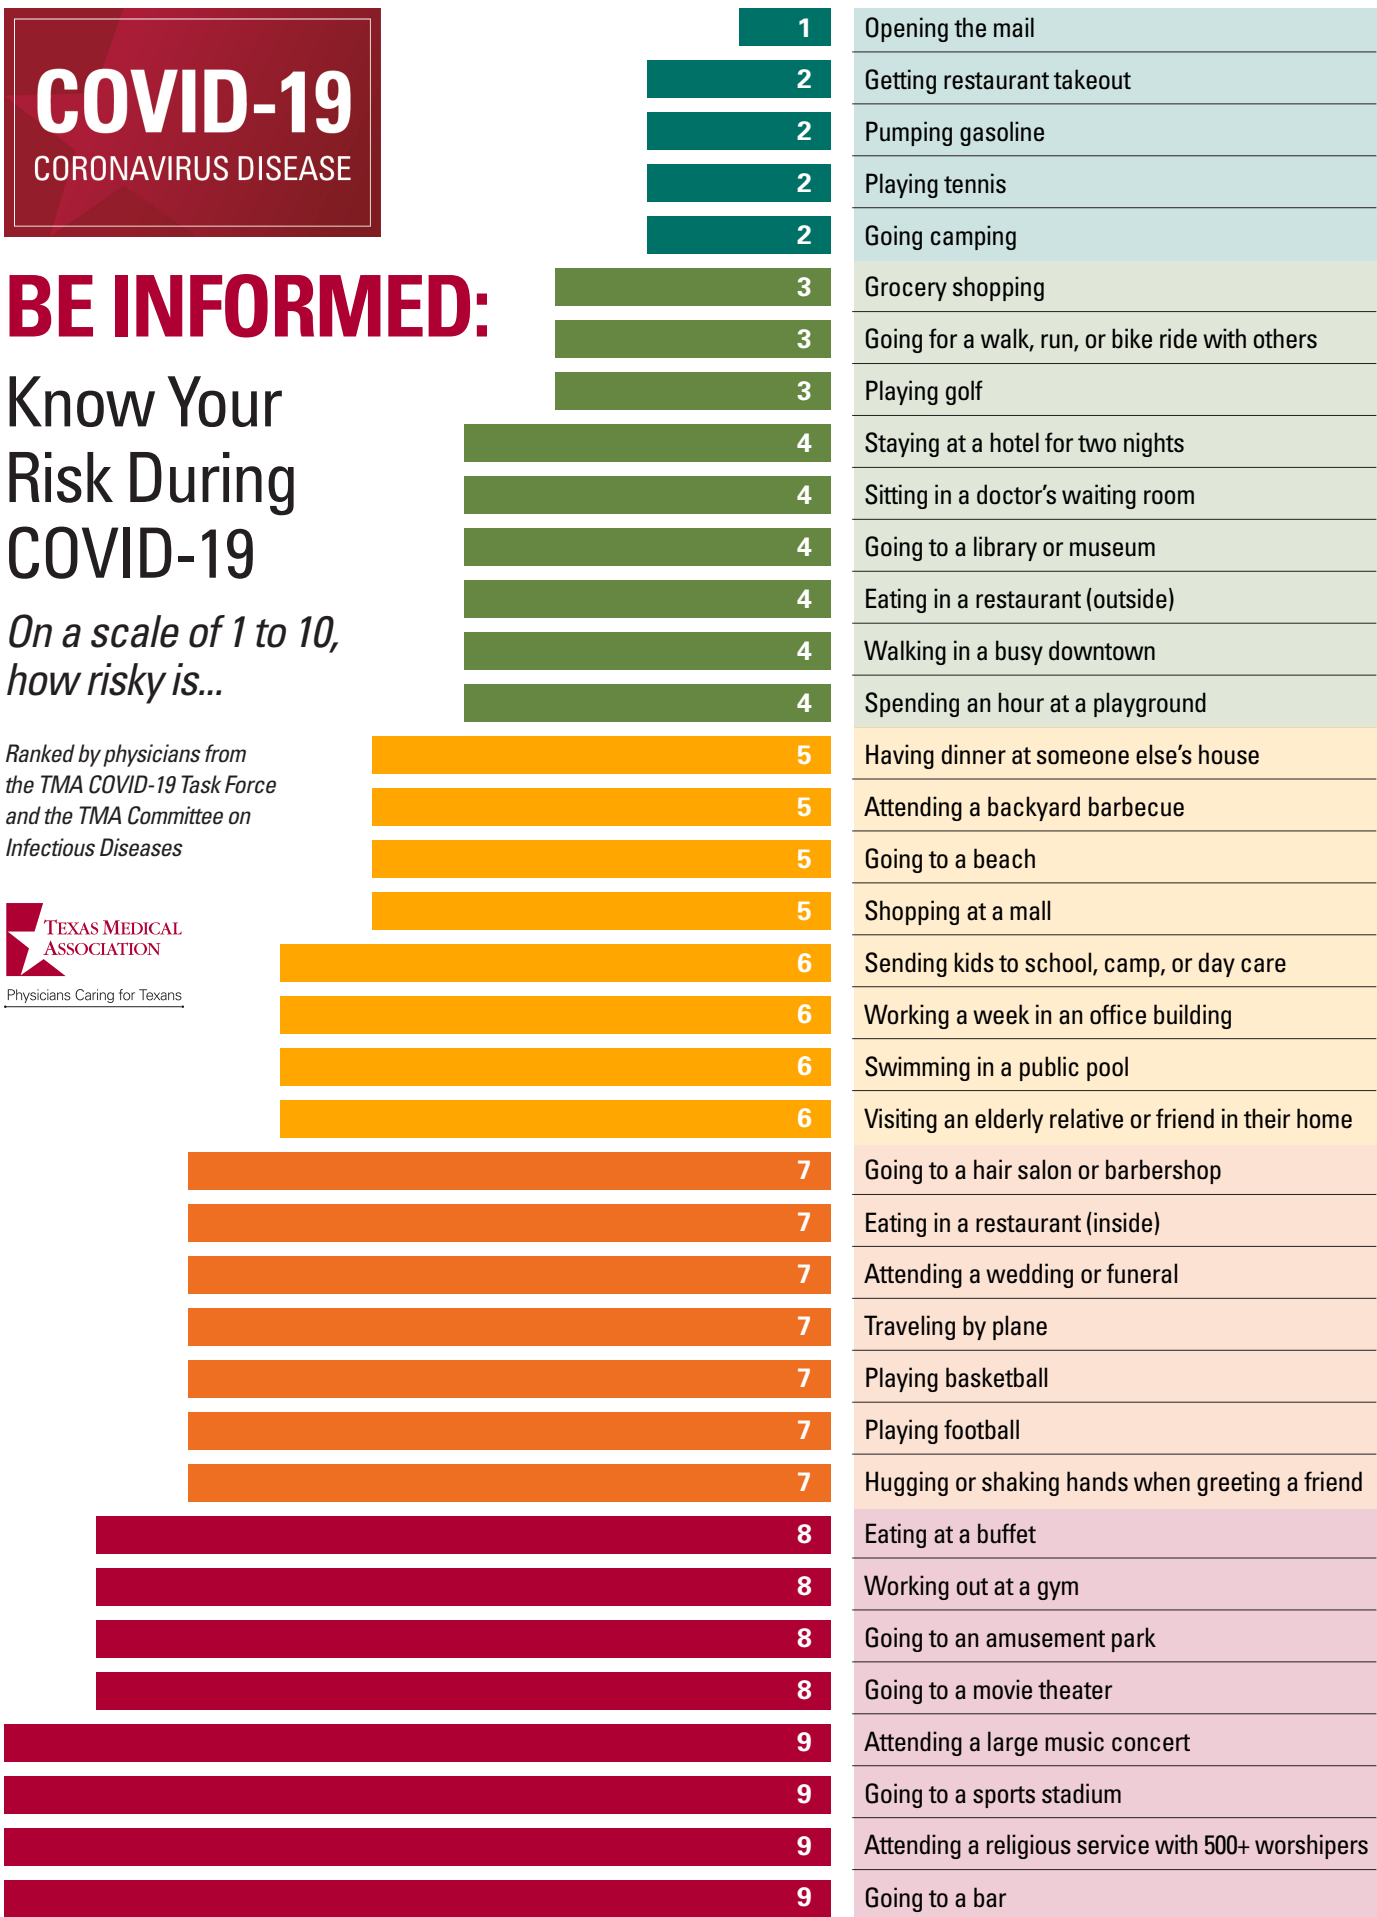 COVID-19
CORONAVIRUS DISEASE
BE INFORMED:
Know Your
Risk During
COVID-19
On a scale of 1 to 10,
how risky is...
Ranked by physicians from
the TMA COVID-19 Task Force
and the TMA Committee on
Infectious Diseases
TEXAS MEDICAL
ASSOCIATION
Physicians Caring for Texans
1 Opening the mail
2 Getting restaurant takeout
2 Pumping gasoline
2 Playing tennis
2 Going camping
3 Grocery shopping
3 Going for a walk, run, or bike ride with others
3 Playing golf
4 Staying at a hotel for two nights
4 Sitting in a doctor’s waiting room
4 Going to a library or museum
4 Eating in a restaurant (outside)
4 Walking in a busy downtown
4 Spending an hour at a playground
5 Having dinner at someone else’s house
5 Attending a backyard barbecue
5 Going to a beach
5 Shopping at a mall
6 Sending kids to school, camp, or day care
6 Working a week in an office building
6 Swimming in a public pool
6 Visiting an elderly relative or friend in their home
7 Going to a hair salon or barbershop
7 Eating in a restaurant (inside)
7 Attending a wedding or funeral
7 Traveling by plane
7 Playing basketball
7 Playing football
7 Hugging or shaking hands when greeting a friend
8 Eating at a buffet
8 Working out at a gym
8 Going to an amusement park
8 Going to a movie theater
9 Attending a large music concert
9 Going to a sports stadium
9 Attending a religious service with 500+ worshipers
9 Going to a bar